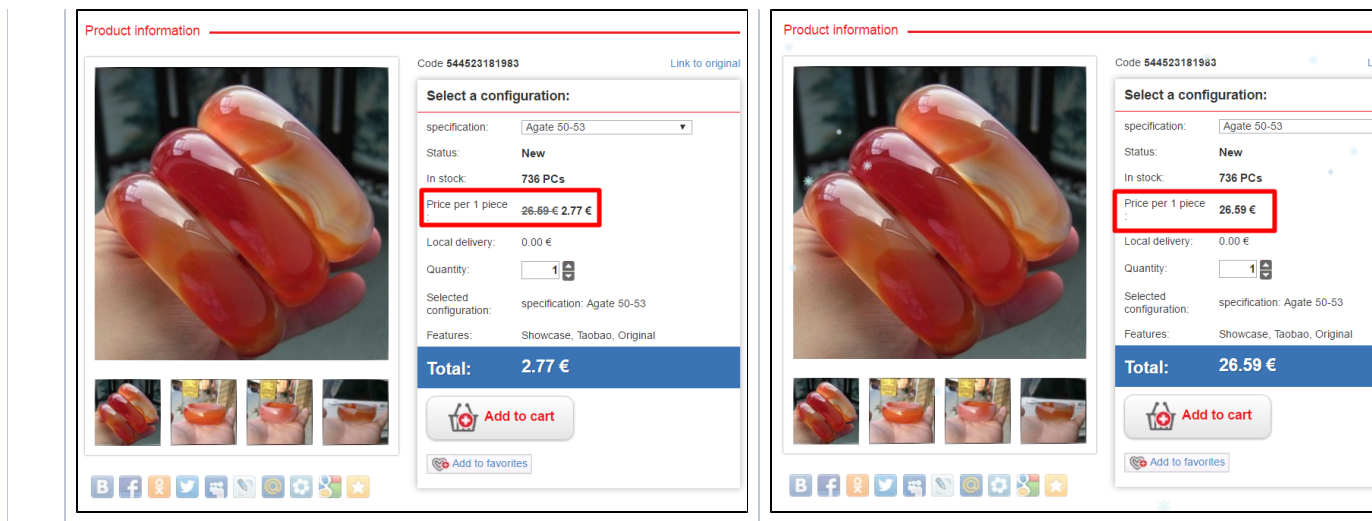 Product information
Code 544523181983 Link to original
Select a configuration:
specification: Agate 50-53
Status: New
In stock: 736 PCs
Price per 1 piece
: 26.59 € 2.77 €
Local delivery: 0.00 €
Quantity: 1
Selected
configuration: specification: Agate 50-53
Features: Showcase, Taobao, Original
Total: 2.77 €
Add to cart
Add to favorites
Product information
Code 544523181983
Select a configuration:
specification: Agate 50-53
Status: New
In stock: 736 PCs
Price per 1 piece
: 26.59 €
Local delivery: 0.00 €
Quantity: 1
Selected
configuration: specification: Agate 50-53
Features: Showcase, Taobao, Original
Total: 26.59 €
Add to cart
Add to favorites